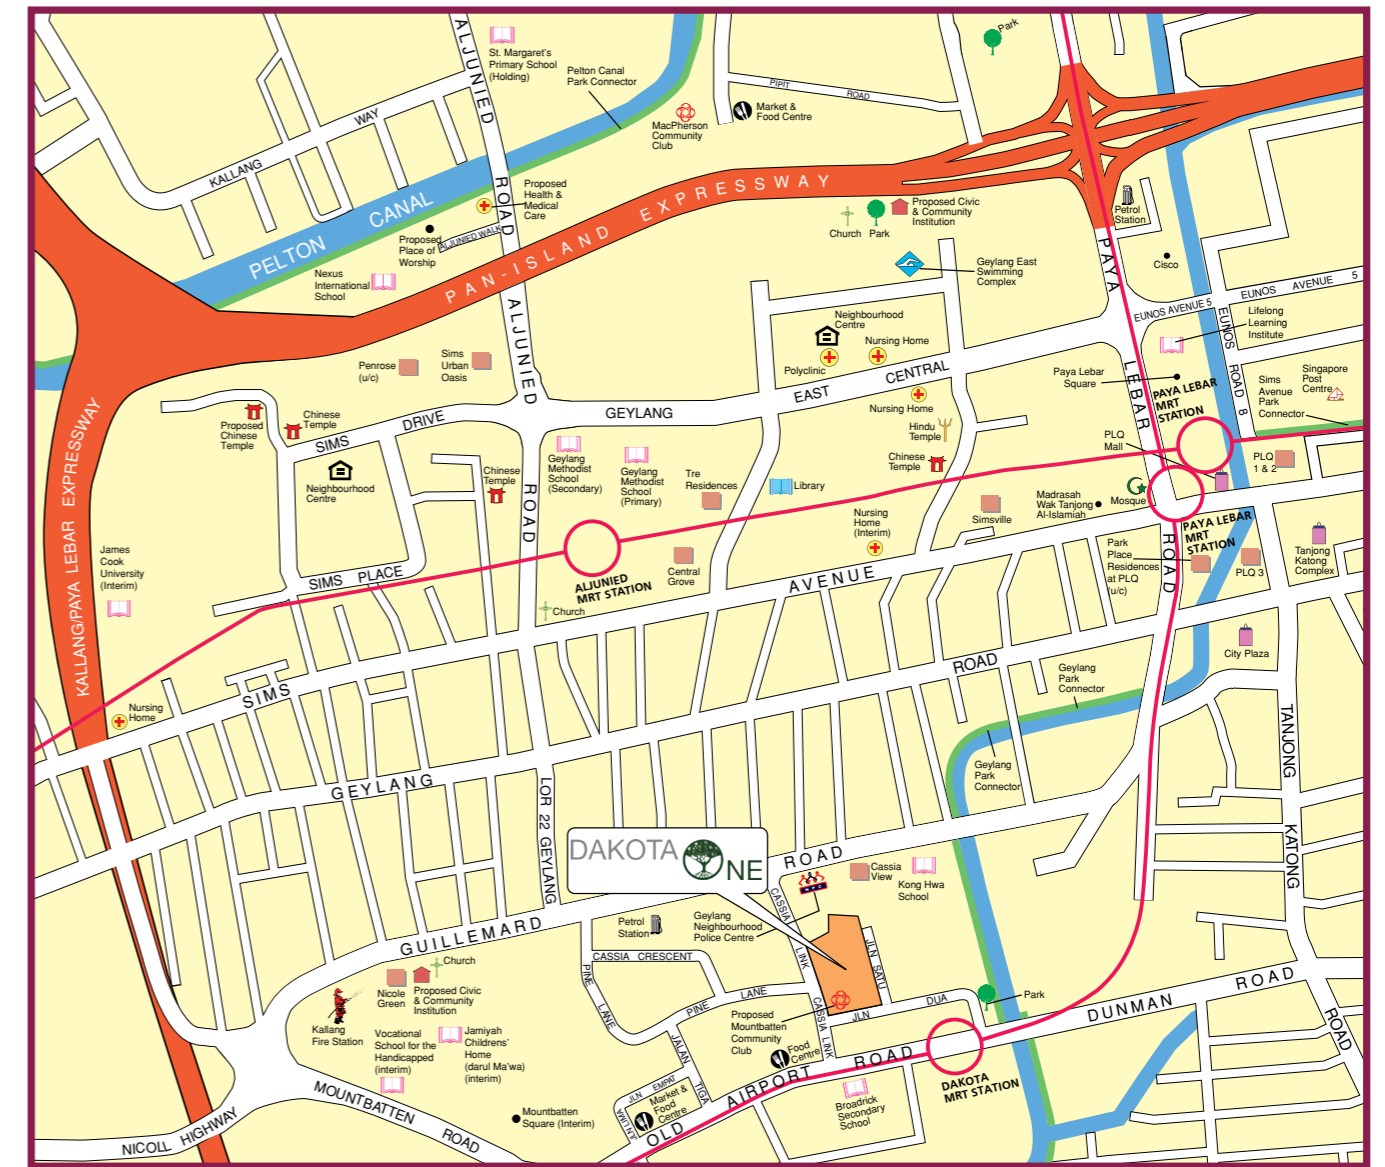 ALJUNIED
St. Margaret's
Primary School
(Holding)
Pelton Canal
Park Connector
Park
PIPIT
ROAD
Market &
Food Centre
MacPherson
Community
Club
KALLANG
WAY
PELTON CANAL
ROAD
Proposed
Health &
Medical
Care
Proposed
Place of
Worship
ALJUNIED WALK
Nexus
International
School
PAN-ISLAND EXPRESSWAY
Church
Park
Proposed Civic
& Community
Institution
Petrol
Station
PAYA
Cisco
Geylang East
Swimming
Complex
EUNOS AVENUE 5
EUNOS AVENUE 5
EUNOS
ROAD 8
Lifelong
Learning
Institute
ALJUNIED
Neighbourhood
Centre
Nursing Home
Polyclinic
Penrose
(u/c)
Sims
Urban
Oasis
GEYLANG
EAST
CENTRAL
Nursing Home
LEBAR
Paya Lebar
Square
PAYA LEBAR
MRT
STATION
Sims
Avenue
Park
Connector
Singapore
Post
Centre
KALLANG/PAYA LEBAR EXPRESSWAY
Proposed
Chinese
Temple
Chinese
Temple
SIMS
DRIVE
Neighbourhood
Centre
Chinese
Temple
Geylang
Methodist
School
(Secondary)
Geylang
Methodist
School
(Primary)
Tre
Residences
Library
Hindu
Temple
Chinese
Temple
PLQ
Mall
PLQ
1 & 2
Madrasah
Wak Tanjong
Al-Islamiah
Mosque
Simsville
Nursing
Home
(Interim)
ROAD
PAYA LEBAR
MRT
STATION
Park
Place
Residences
at PLQ
(u/c)
PLQ 3
Tanjong
Katong
Complex
ROAD
James
Cook
University
(Interim)
SIMS PLACE
ALJUNIED
MRT STATION
Central
Grove
Church
AVENUE
City Plaza
Nursing
Home
SIMS
ROAD
Geylang
Park
Connector
Geylang
Park
Connector
TANJONG
KATONG
ROAD
GEYLANG
LOR 22 GEYLANG
DAKOTA NE
ROAD
Cassia
View
Kong Hwa
School
CASSIA
LINK
Geylang
Neighbourhood
Police Centre
Petrol
Station
GUILLEMARD
CASSIA CRESCENT
PINE
LANE
PINE
LANE
JLN SATU
CASSIA LINK
JLN
DUA
Park
Proposed
Mountbatten
Community
Club
Food
Centre
DUNMAN
ROAD
Nicole
Green
Church
Proposed Civic
& Community
Institution
Kallang
Fire Station
Vocational
School for the
Handicapped
(interim)
Jamiyah
Children's'
Home
(darul Ma'wa)
(interim)
JALAN
TIGA
JLN EMPAT
JLN LIMA
Market &
Food
Centre
OLD
AIRPORT
ROAD
DAKOTA
MRT STATION
Broadrick
Secondary
School
MOUNTBATTEN
ROAD
Mountbatten
Square (Interim)
NICOLL HIGHWAY